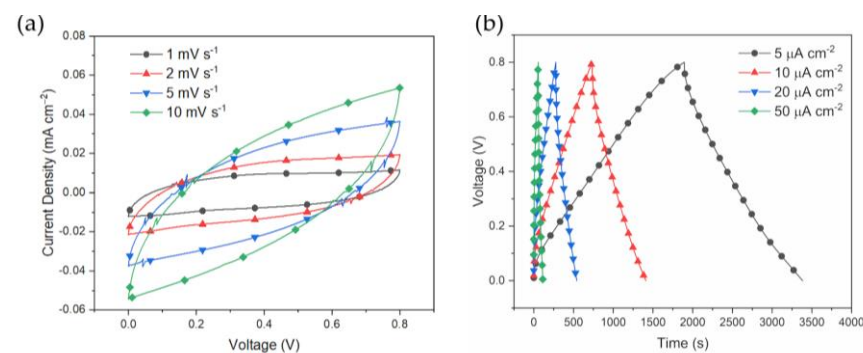 (a)
1 mV s⁻¹
2 mV s⁻¹
5 mV s⁻¹
10 mV s⁻¹
Current Density (mA cm⁻²)
0.08
0.06
0.04
0.02
0.00
-0.02
-0.04
-0.06
0.0 0.2 0.4 0.6 0.8
Voltage (V)
(b)
5 μA cm⁻²
10 μA cm⁻²
20 μA cm⁻²
50 μA cm⁻²
Voltage (V)
0.8
0.6
0.4
0.2
0.0
0 500 1000 1500 2000 2500 3000 3500 4000
Time (s)